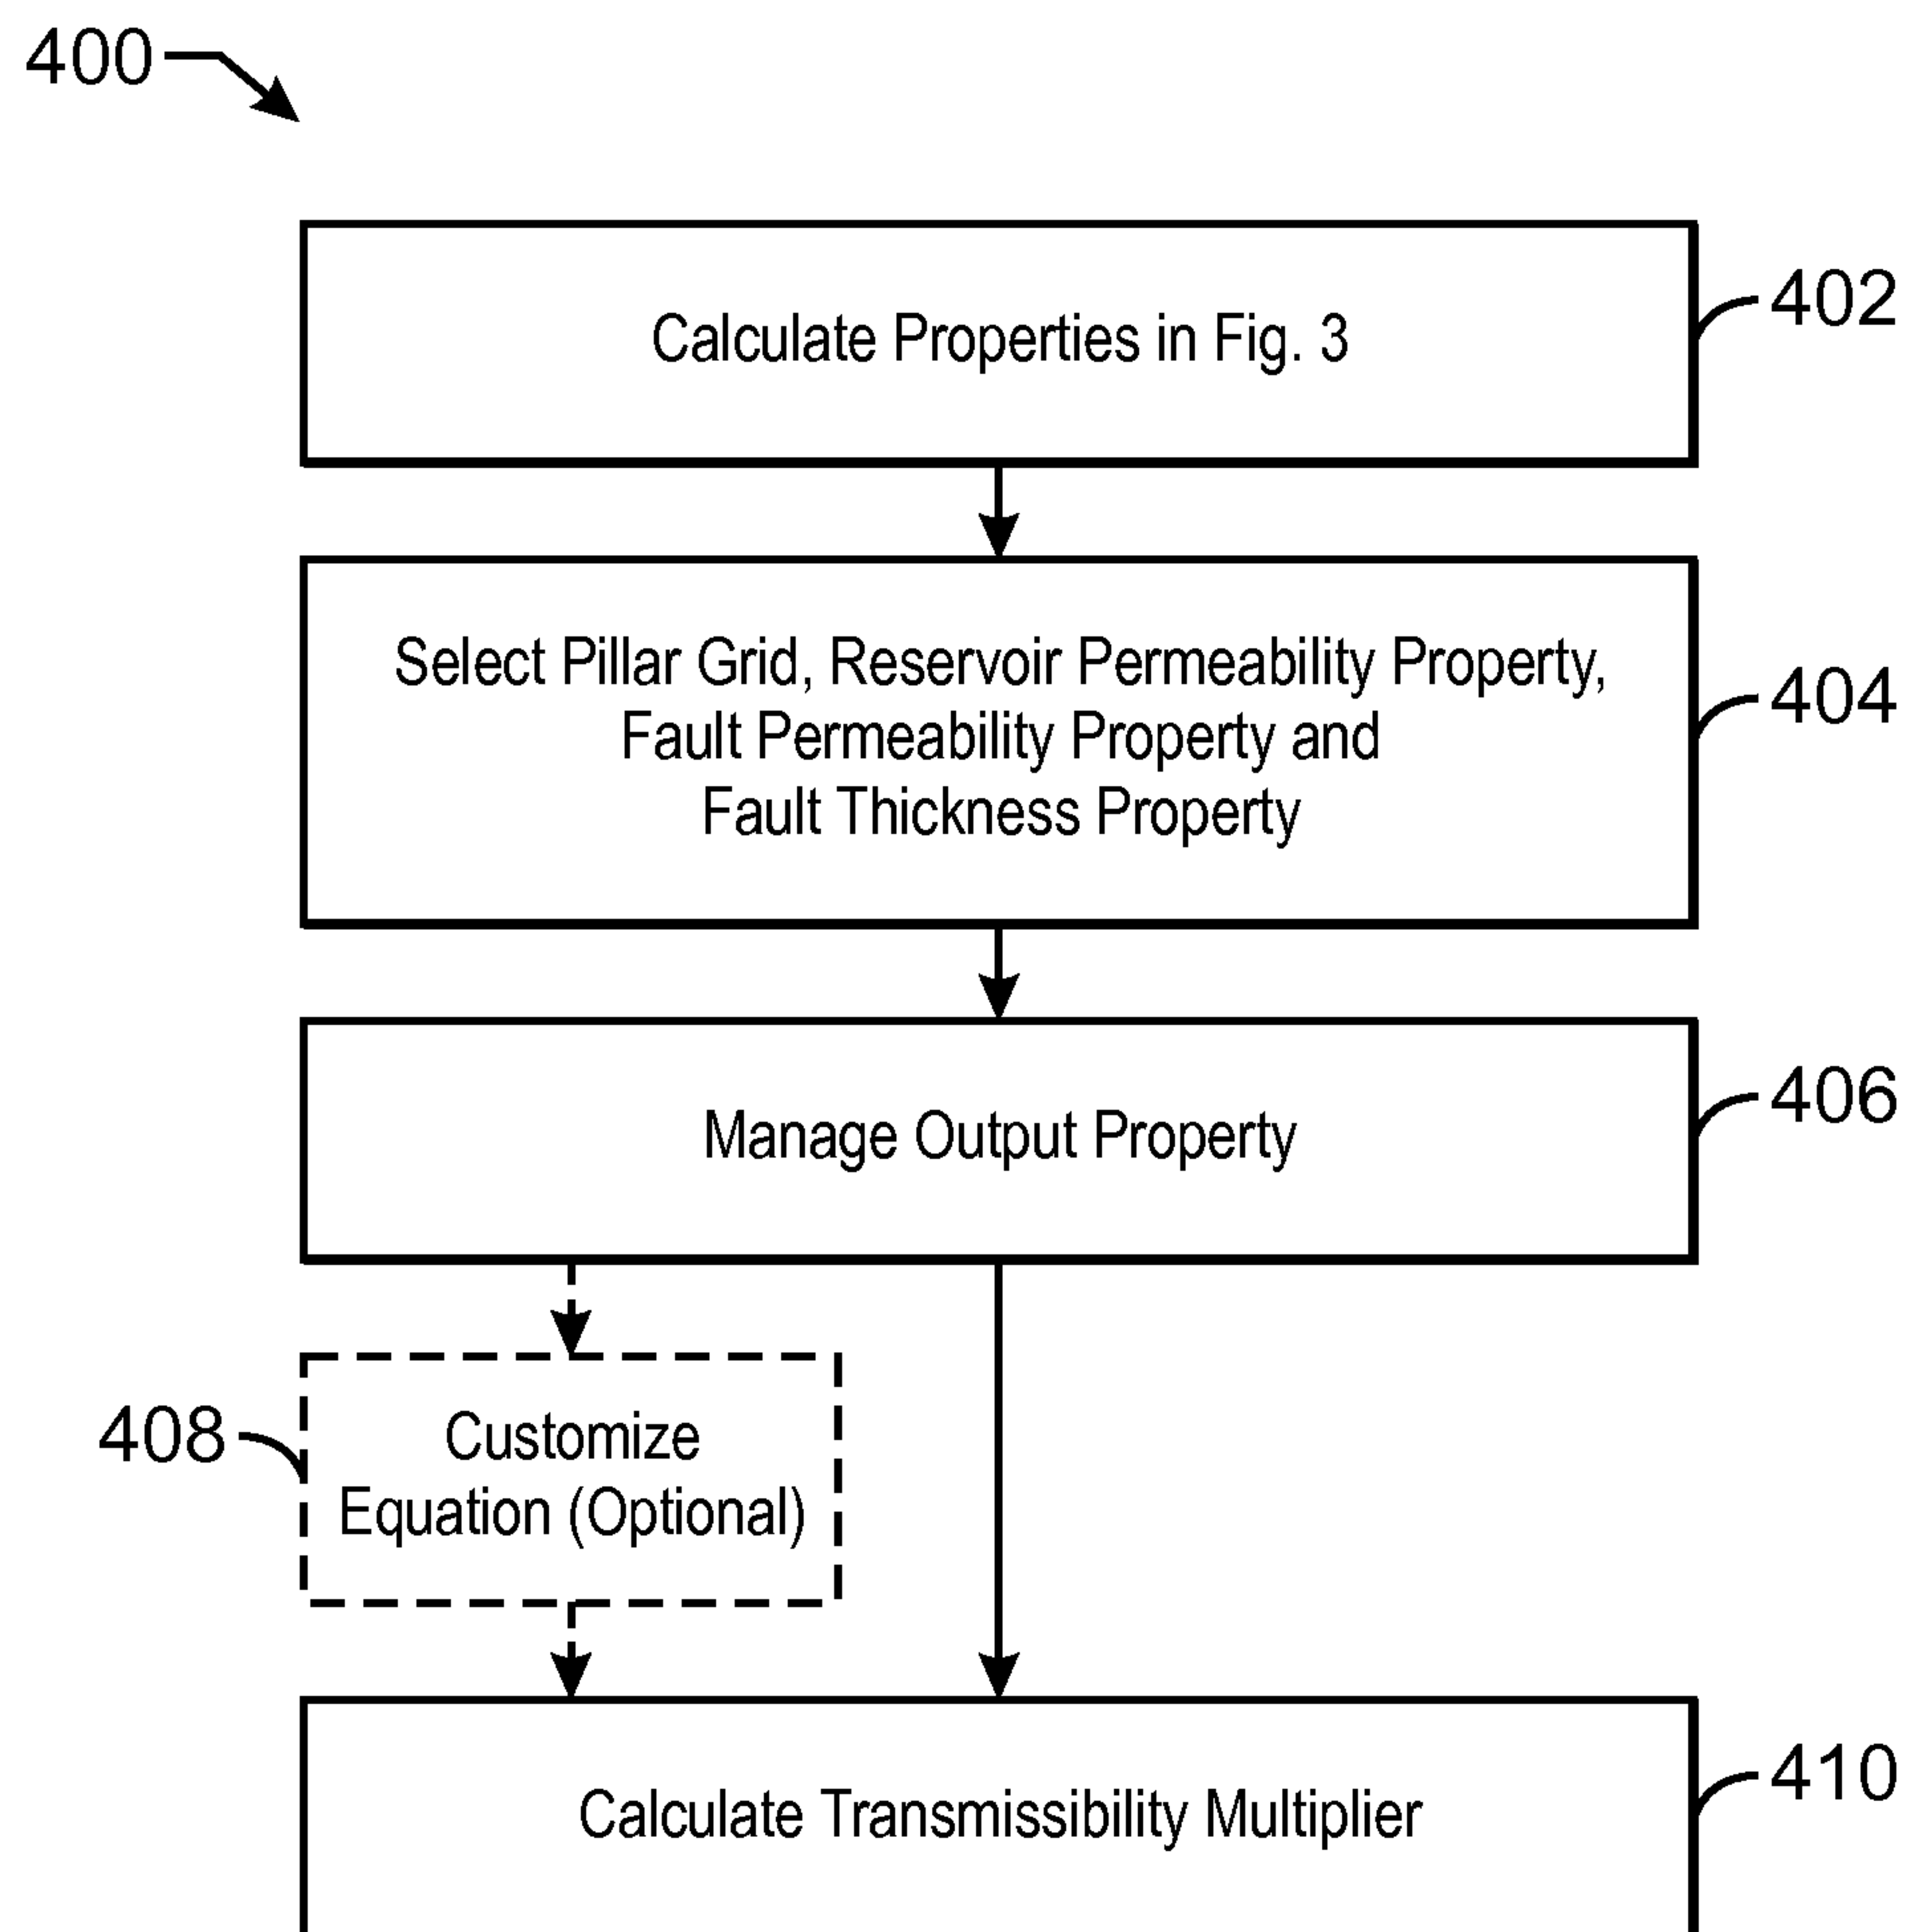 400
Calculate Properties in Fig. 3
402
Select Pillar Grid, Reservoir Permeability Property,
Fault Permeability Property and
Fault Thickness Property
404
Manage Output Property
406
408
Customize
Equation (Optional)
Calculate Transmissibility Multiplier
410